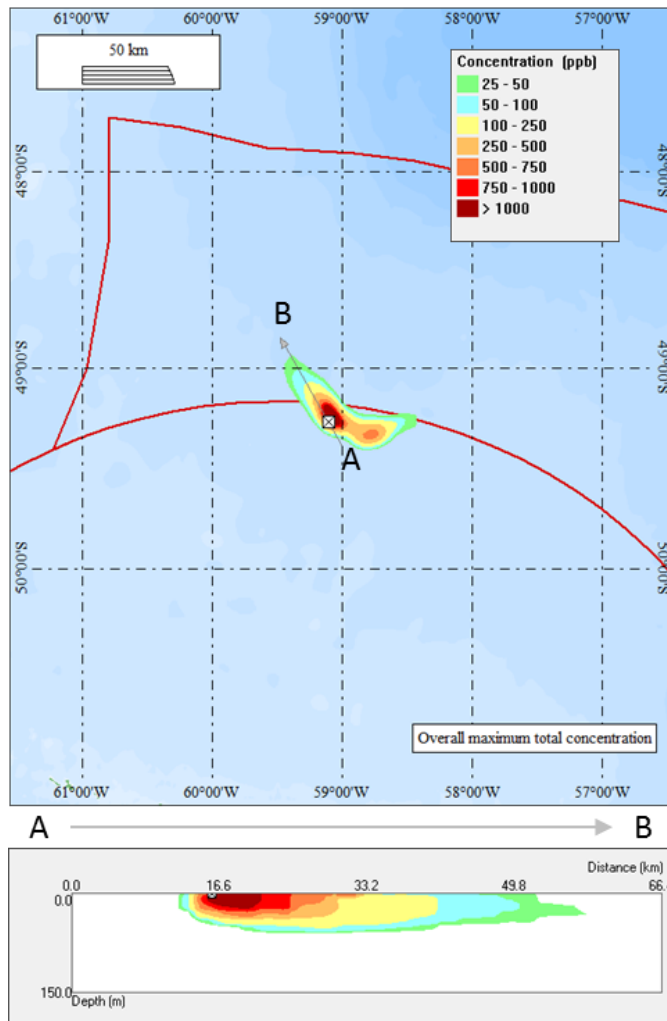 61°00'W 60°00'W 59°00'W 58°00'W 57°00'W
50 km
Concentration (ppb)
25 - 50
50 - 100
100 - 250
250 - 500
500 - 750
750 - 1000
> 1000
48°00'S 48°00'S
B
49°00'S 49°00'S
A
50°00'S 50°00'S
Overall maximum total concentration
61°00'W 60°00'W 59°00'W 58°00'W 57°00'W
A B
Distance (km)
0.0 16.6 33.2 49.8 66.
0.0
150.0
Depth (m)